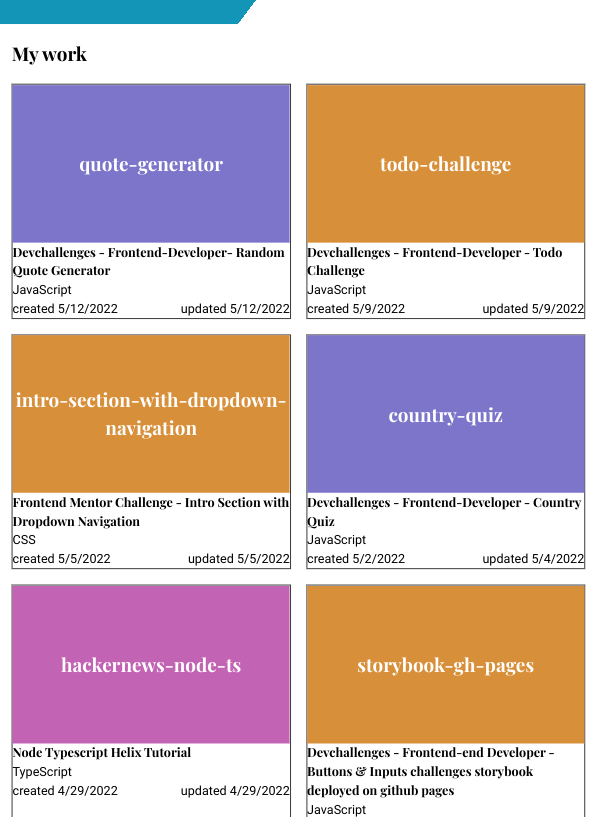 My work
quote-generator
Devchallenges - Frontend-Developer- Random
Quote Generator
JavaScript
created 5/12/2022 updated 5/12/2022
todo-challenge
Devchallenges - Frontend-Developer - Todo
Challenge
JavaScript
created 5/9/2022 updated 5/9/2022
intro-section-with-dropdown-
navigation
Frontend Mentor Challenge - Intro Section with
Dropdown Navigation
CSS
created 5/5/2022 updated 5/5/2022
country-quiz
Devchallenges - Frontend-Developer - Country
Quiz
JavaScript
created 5/2/2022 updated 5/4/2022
hackernews-node-ts
Node Typescript Helix Tutorial
TypeScript
created 4/29/2022 updated 4/29/2022
storybook-gh-pages
Devchallenges - Frontend-end Developer -
Buttons & Inputs challenges storybook
deployed on github pages
JavaScript